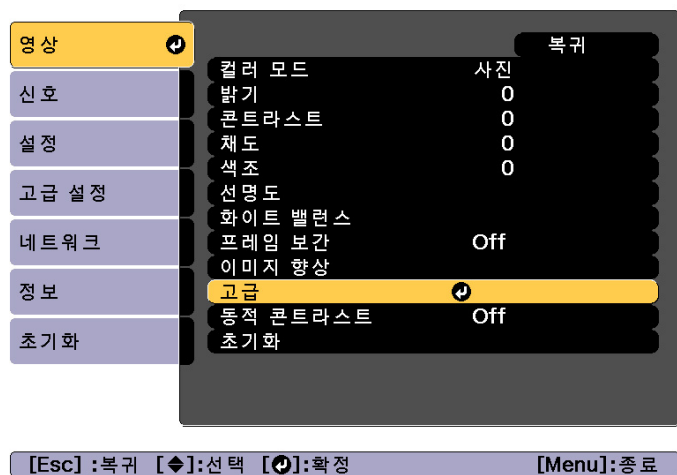 영상
신호
설정
고급 설정
네트워크
정보
초기화
복귀
컬러 모드 사진
밝기 0
콘트라스트 0
채도 0
색조 0
선명도
화이트 밸런스
프레임 보간 Off
이미지 향상
고급
동적 콘트라스트 Off
초기화
[Esc] :복귀 [◆]:선택 [⏎]:확정 [Menu]:종료